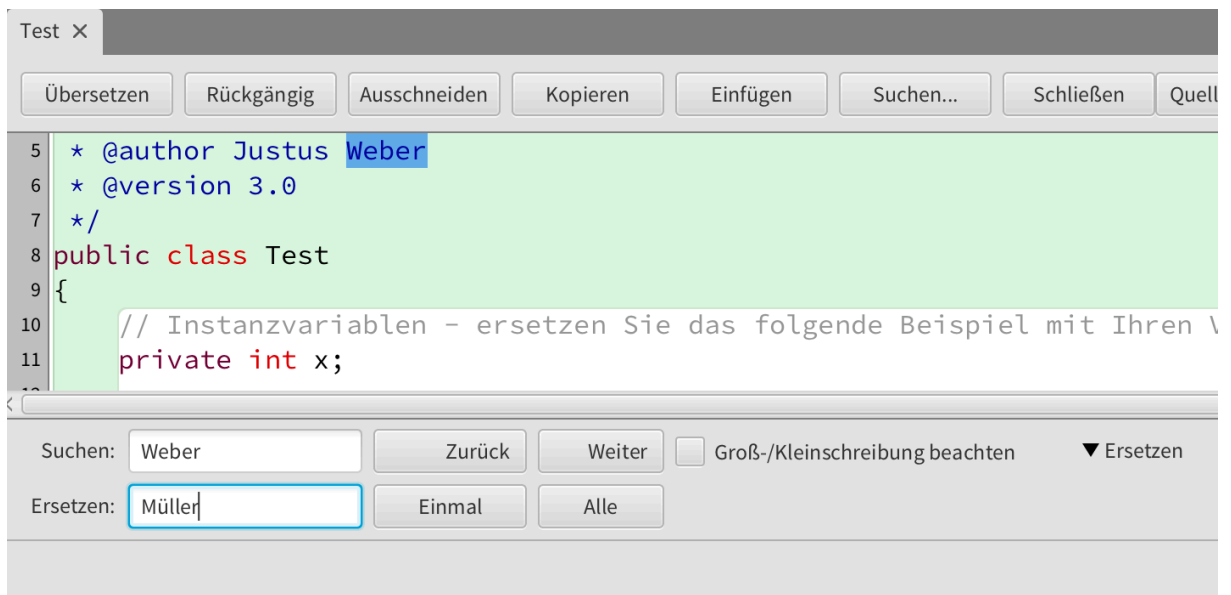 Test ×
Übersetzen Rückgängig Ausschneiden Kopieren Einfügen Suchen... Schließen Quell
5 * @author Justus Weber
6 * @version 3.0
7 */
8 public class Test
9 {
10 // Instanzvariablen - ersetzen Sie das folgende Beispiel mit Ihren V
11 private int x;
Suchen: Weber Zurück Weiter Groß-/Kleinschreibung beachten ▼ Ersetzen
Ersetzen: Müller Einmal Alle